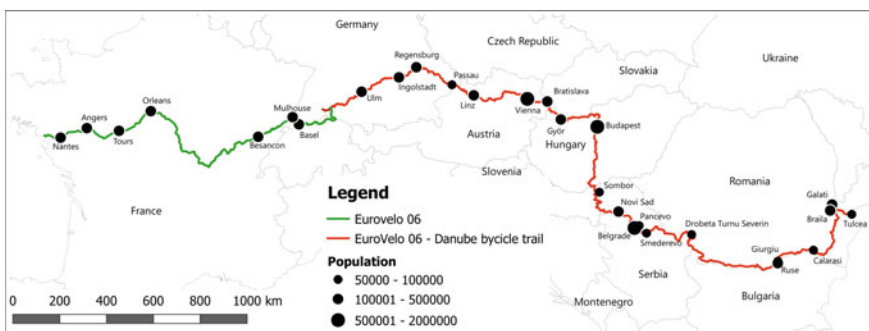 Germany
Czech Republic
Ukraine
Regensburg
Slovakia
Passau
Orleans
Ulm
Ingolstadt
Linz
Bratislava
Mulhouse
Vienna
Angers
Győr
Budapest
Nantes
Tours
Besancon
Basel
Austria
Hungary
Slovenia
Romania
Sombor
Galati
Legend
Novi Sad
France
Eurovelo 06
Pancevo
Drobeta Turnu Severin
Braila
Tulcea
EuroVelo 06 - Danube bycicle trail
Belgrade
Smederevo
Giurgiu
Population
Calarasi
50000 - 100000
Serbia
Ruse
0 200 400 600 800 1000 km
100001 - 500000
Montenegro
Bulgaria
500001 - 2000000